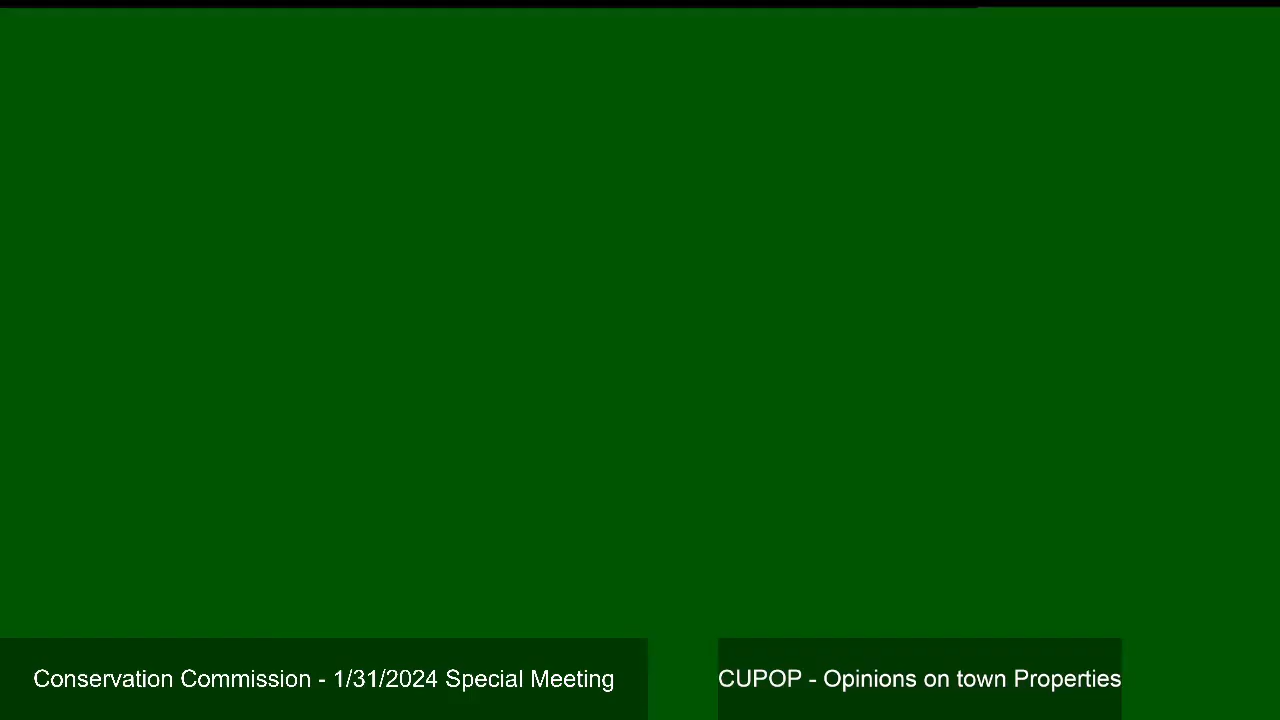 Conservation Commission - 1/31/2024 Special Meeting
CUPOP - Opinions on town Properties